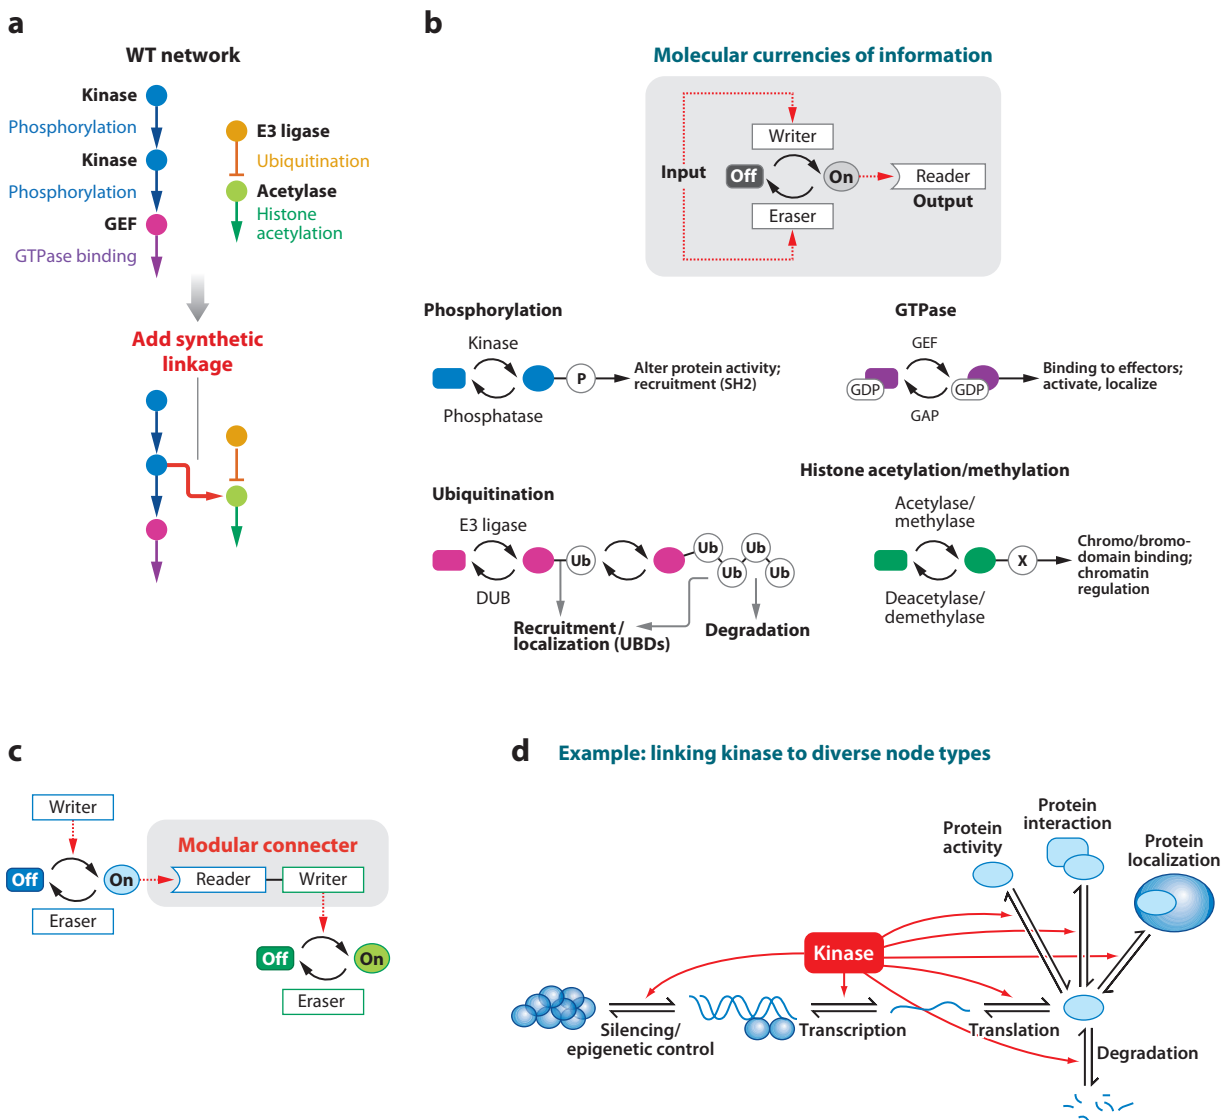 a
WT network
Kinase
Phosphorylation
Kinase
Phosphorylation
GEF
GTPase binding
E3 ligase
Ubiquitination
Acetylase
Histone
acetylation
Add synthetic
linkage
b
Molecular currencies of information
Writer
Input
Off
On
Reader
Output
Eraser
Phosphorylation
Kinase
P
Phosphatase
Alter protein activity;
recruitment (SH2)
GTPase
GEF
GDP
GDP
GAP
Binding to effectors;
activate, localize
Ubiquitination
E3 ligase
Ub
Ub
Ub
Ub
Ub
DUB
Recruitment/
localization (UBDs)
Degradation
Histone acetylation/methylation
Acetylase/
methylase
X
Deacetylase/
demethylase
Chromo/bromo-
domain binding;
chromatin
regulation
c
Writer
Off
On
Eraser
Modular connecter
Reader
Writer
Off
On
Eraser
d
Example: linking kinase to diverse node types
Protein
activity
Protein
interaction
Protein
localization
Kinase
Silencing/
epigenetic control
Transcription
Translation
Degradation